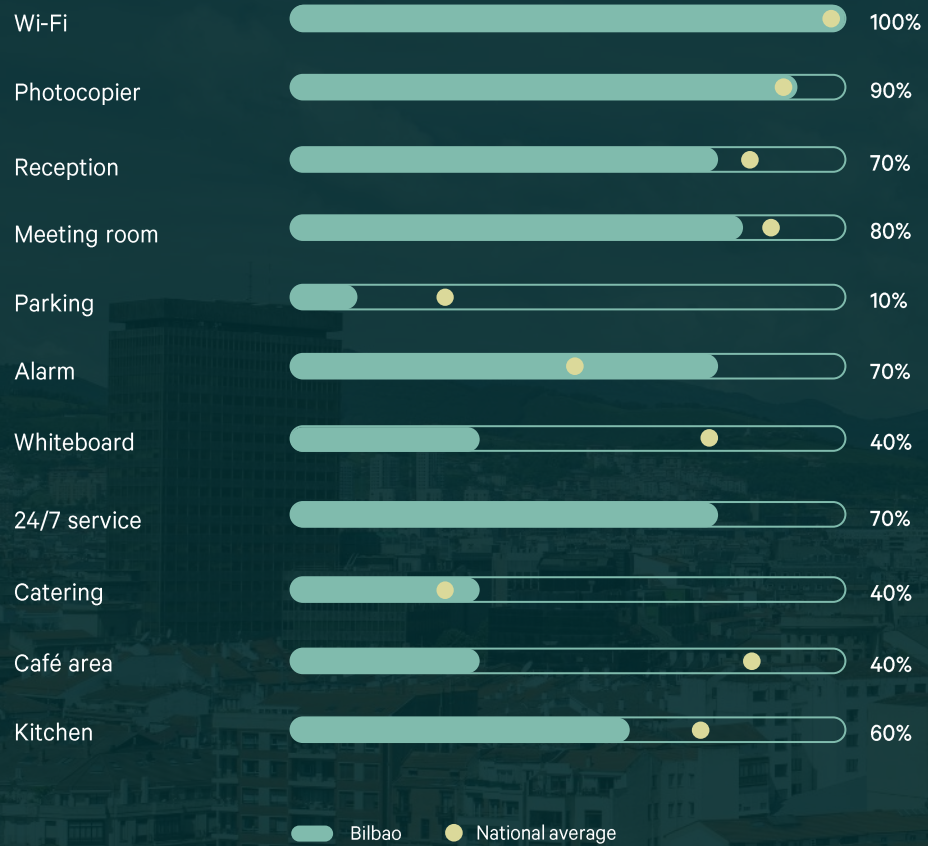 Wi-Fi 100%
Photocopier 90%
Reception 70%
Meeting room 80%
Parking 10%
Alarm 70%
Whiteboard 40%
24/7 service 70%
Catering 40%
Café area 40%
Kitchen 60%
Bilbao National average